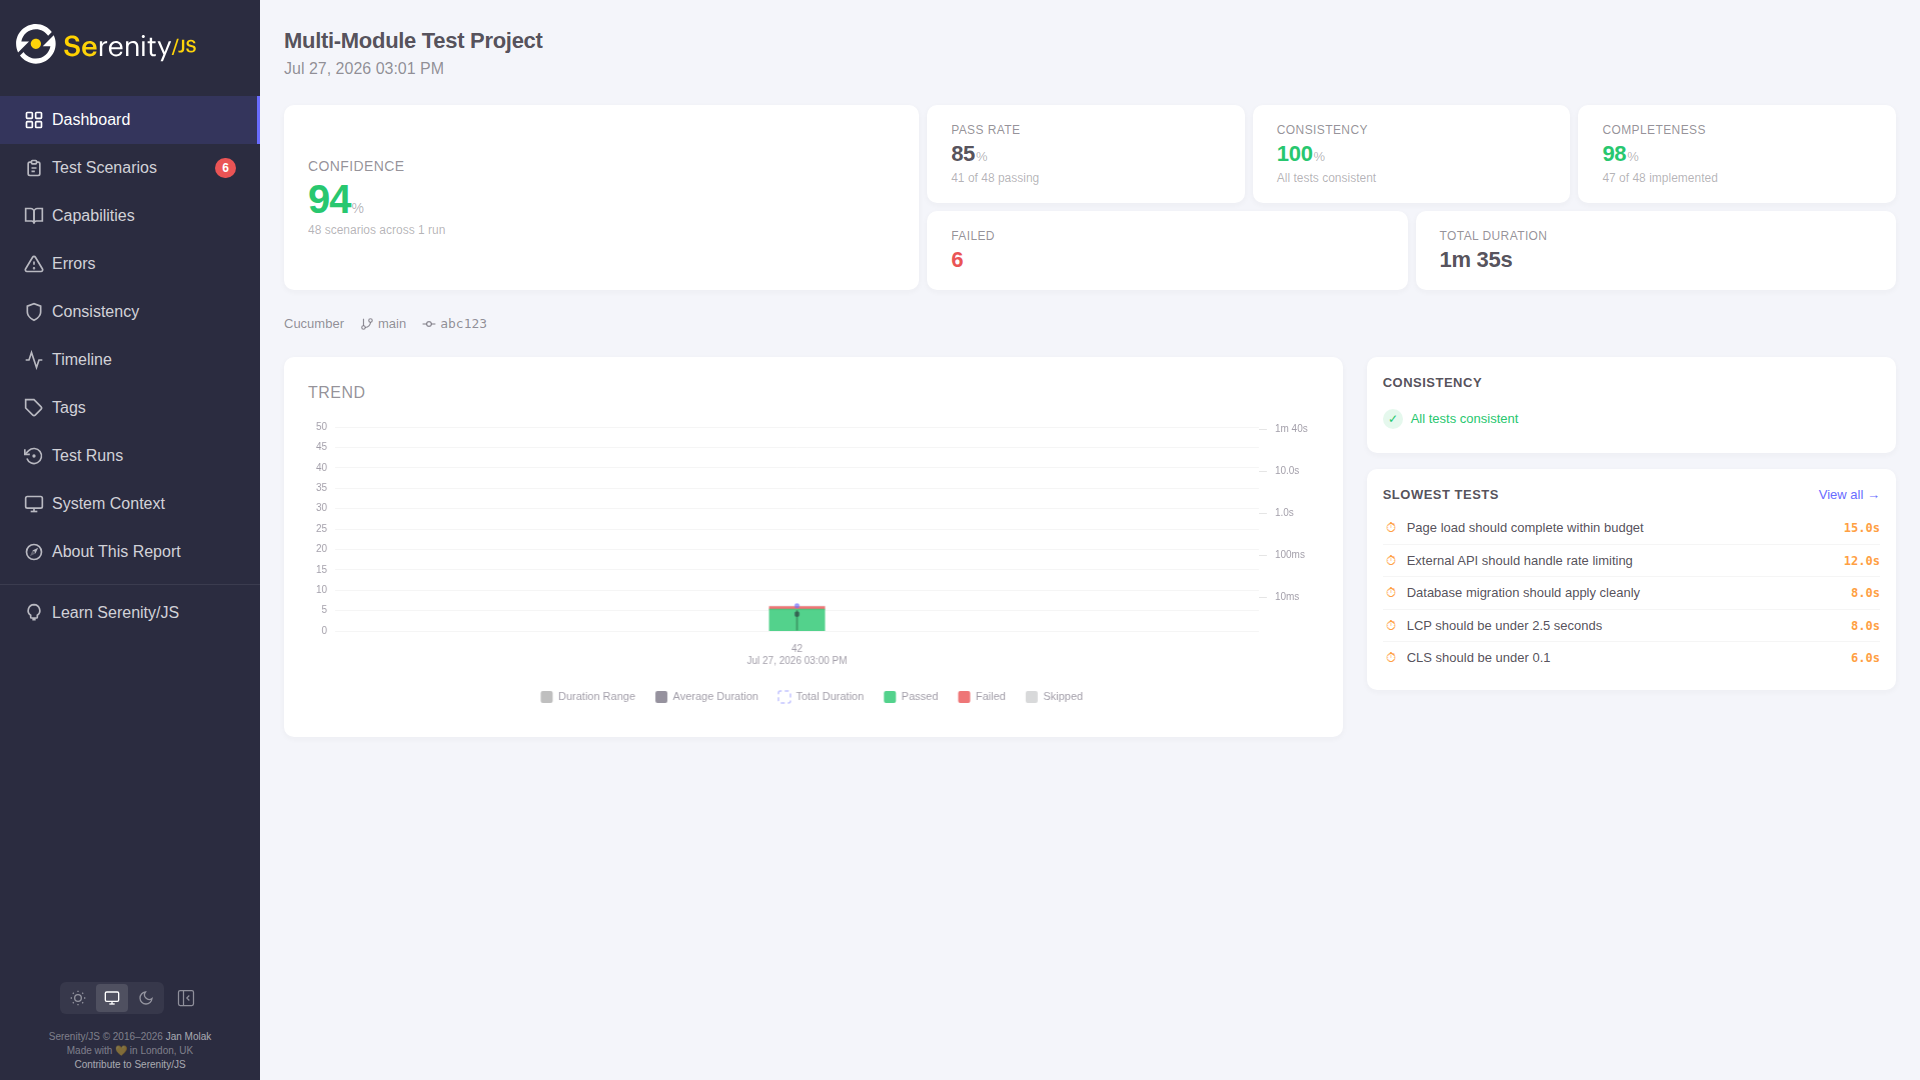 Serenity/JS
Dashboard
Test Scenarios 6
Capabilities
Errors
Consistency
Timeline
Tags
Test Runs
System Context
About This Report
Learn Serenity/JS
Serenity/JS © 2016–2026 Jan Molak
Made with 💛 in London, UK
Contribute to Serenity/JS
Multi-Module Test Project
Jul 27, 2026 03:01 PM
CONFIDENCE
94%
48 scenarios across 1 run
PASS RATE
85%
41 of 48 passing
CONSISTENCY
100%
All tests consistent
COMPLETENESS
98%
47 of 48 implemented
FAILED
6
TOTAL DURATION
1m 35s
Cucumber main abc123
TREND
50
45
40
35
30
25
20
15
10
5
0
1m 40s
10.0s
1.0s
100ms
10ms
42
Jul 27, 2026 03:00 PM
Duration Range Average Duration Total Duration Passed Failed Skipped
CONSISTENCY
✓ All tests consistent
SLOWEST TESTS View all →
Page load should complete within budget 15.0s
External API should handle rate limiting 12.0s
Database migration should apply cleanly 8.0s
LCP should be under 2.5 seconds 8.0s
CLS should be under 0.1 6.0s